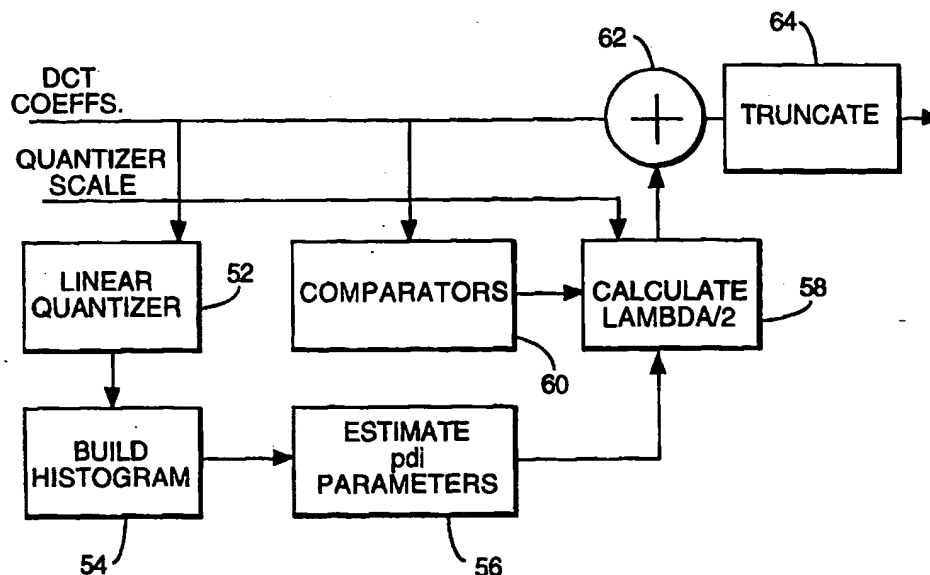 62
64
DCT
COEFFS.
TRUNCATE
QUANTIZER
SCALE
LINEAR
QUANTIZER
52
COMPARATORS
60
CALCULATE
LAMBDA/2
58
BUILD
HISTOGRAM
54
ESTIMATE
pdi
PARAMETERS
56